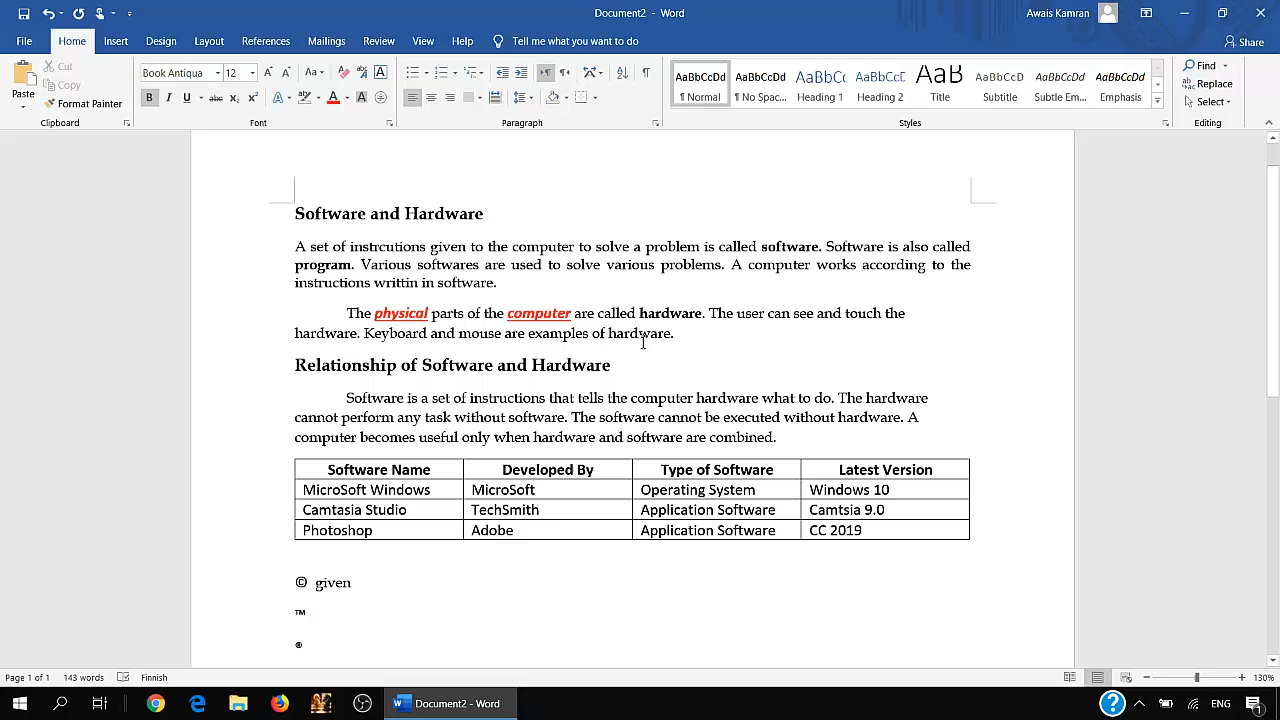 Document2 - Word
Awais Kamran
File Home Insert Design Layout References Mailings Review View Help Tell me what you want to do Share
Paste
Cut
Copy
Format Painter
Clipboard
Book Antiqua 12
Font
Paragraph
AaBbCcDd AaBbCcDd AaBbCc AaBbCcD AaB AaBbCcD AaBbCcDd AaBbCcDd
¶ Normal ¶ No Spac... Heading 1 Heading 2 Title Subtitle Subtle Em... Emphasis
Styles
Find
Replace
Select
Editing
Software and Hardware
A set of instrcutions given to the computer to solve a problem is called software. Software is also called
program. Various softwares are used to solve various problems. A computer works according to the
instructions writtin in software.
The physical parts of the computer are called hardware. The user can see and touch the
hardware. Keyboard and mouse are examples of hardware.
Relationship of Software and Hardware
Software is a set of instructions that tells the computer hardware what to do. The hardware
cannot perform any task without software. The software cannot be executed without hardware. A
computer becomes useful only when hardware and software are combined.
Software Name Developed By Type of Software Latest Version
MicroSoft Windows MicroSoft Operating System Windows 10
Camtasia Studio TechSmith Application Software Camtsia 9.0
Photoshop Adobe Application Software CC 2019
© given
™
®
Page 1 of 1 143 words Finnish 130%
Document2 - Word ENG